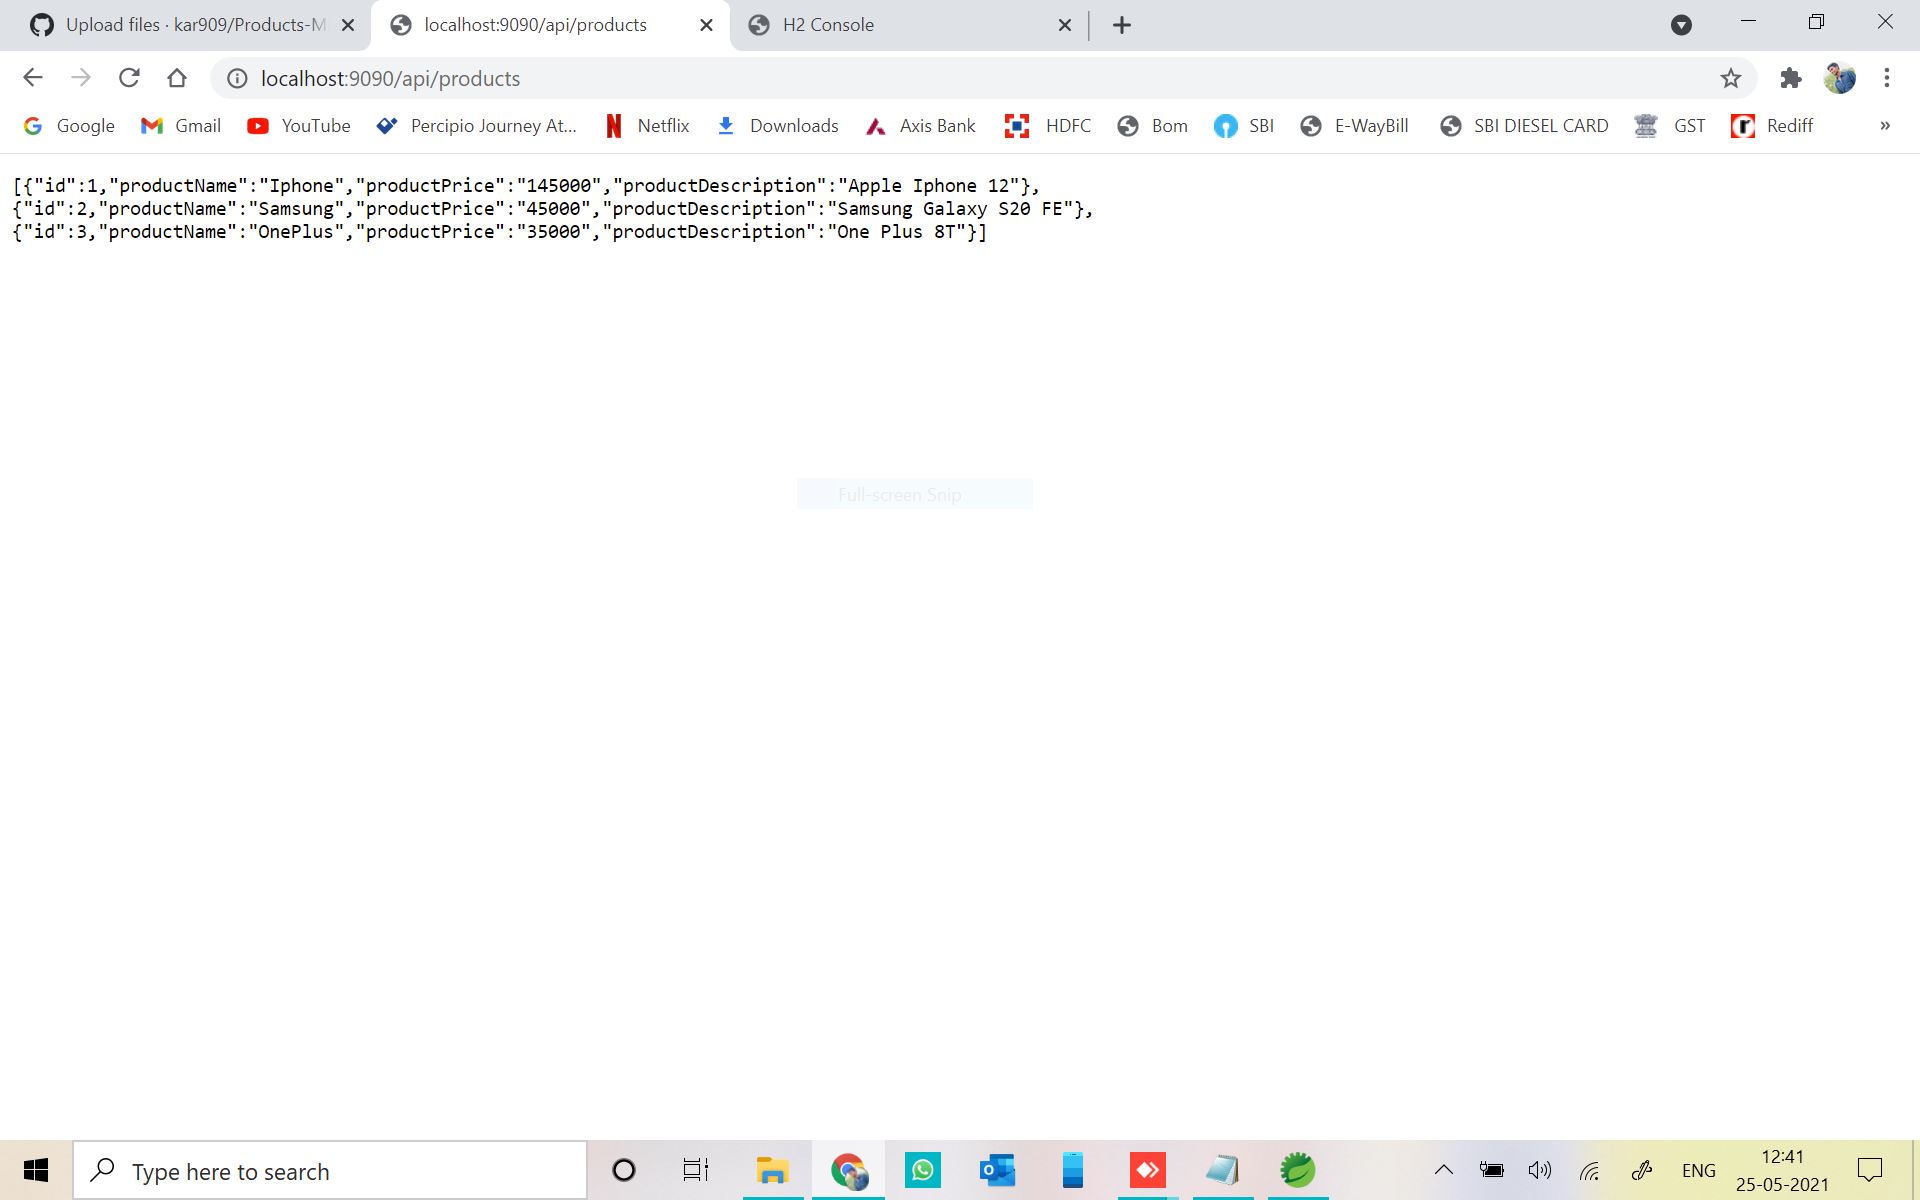 Upload files · kar909/Products-M
localhost:9090/api/products
H2 Console
localhost:9090/api/products
Google
Gmail
YouTube
Percipio Journey At...
Netflix
Downloads
Axis Bank
HDFC
Bom
SBI
E-WayBill
SBI DIESEL CARD
GST
Rediff
»
[{"id":1,"productName":"Iphone","productPrice":"145000","productDescription":"Apple Iphone 12"},
{"id":2,"productName":"Samsung","productPrice":"45000","productDescription":"Samsung Galaxy S20 FE"},
{"id":3,"productName":"OnePlus","productPrice":"35000","productDescription":"One Plus 8T"}]
Full-screen Snip
Type here to search
ENG
12:41
25-05-2021